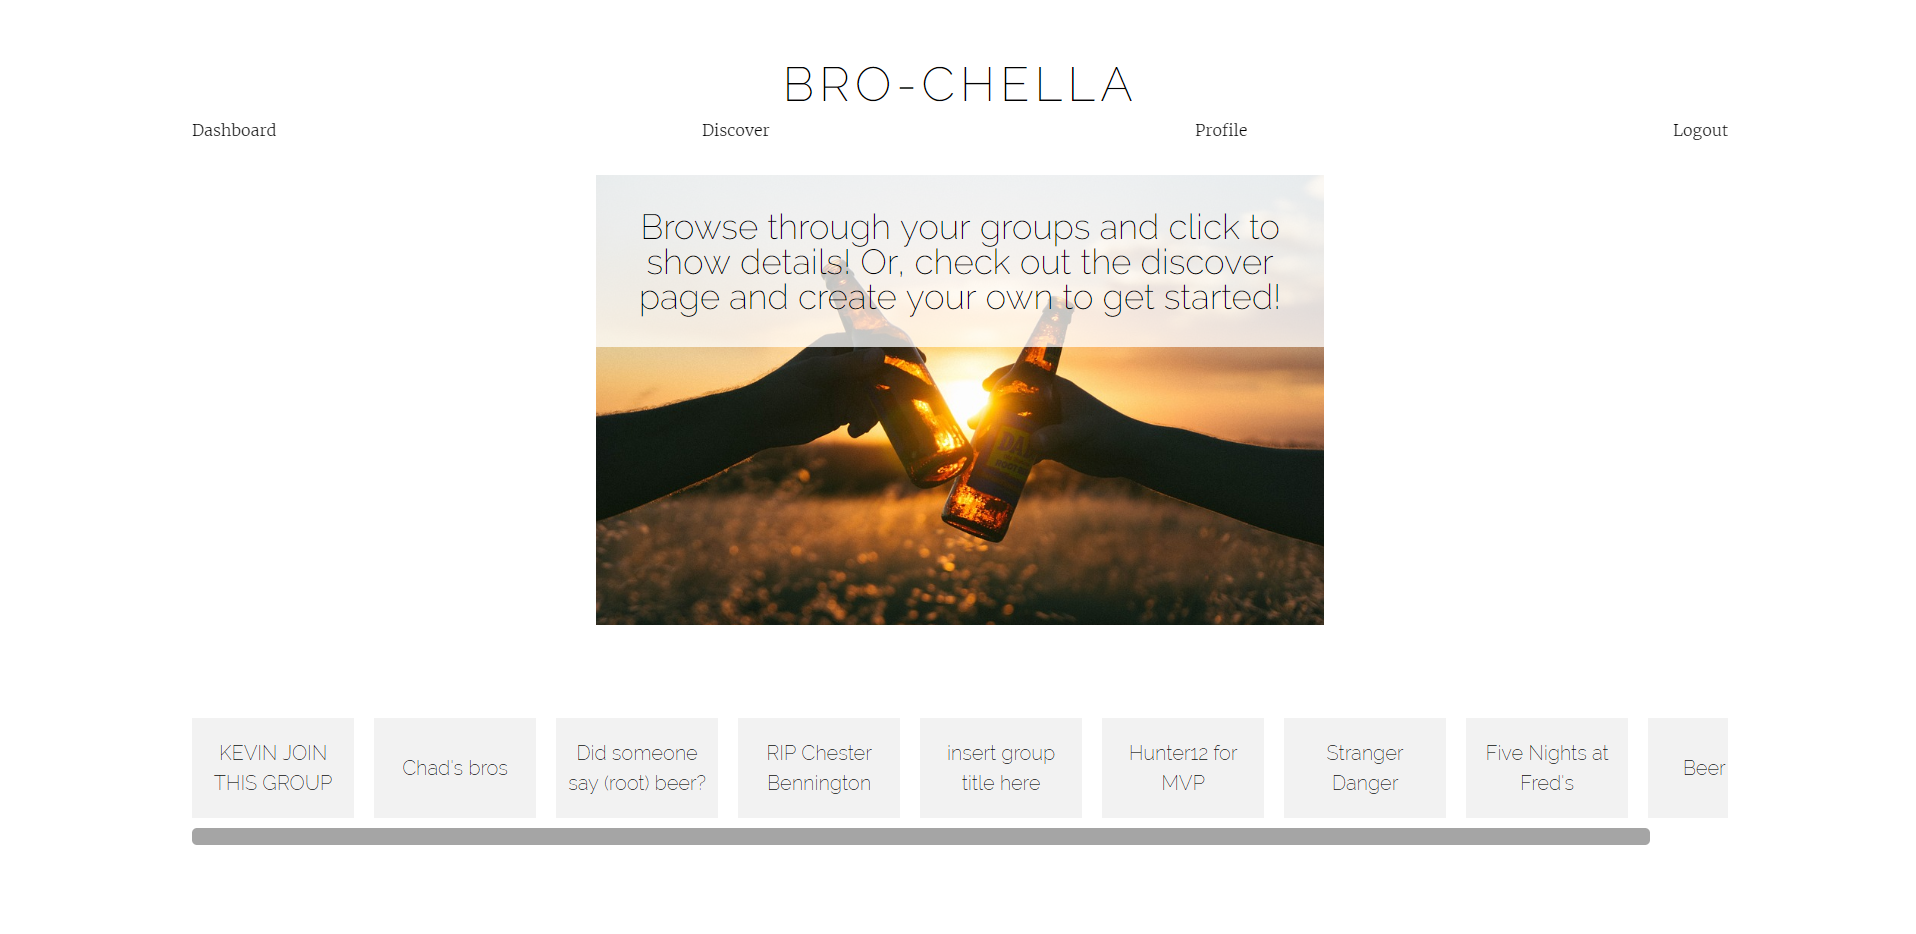 BRO-CHELLA
Dashboard
Discover
Profile
Logout
Browse through your groups and click to
show details! Or, check out the discover
page and create your own to get started!
KEVIN JOIN
THIS GROUP
Chad's bros
Did someone
say (root) beer?
RIP Chester
Bennington
insert group
title here
Hunter12 for
MVP
Stranger
Danger
Five Nights at
Fred's
Beer